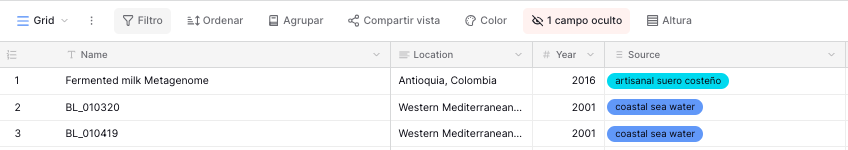 Grid Filtro Ordenar Agrupar Compartir vista Color 1 campo oculto Altura
Name Location # Year Source
1 Fermented milk Metagenome Antioquia, Colombia 2016 artisanal suero costeño
2 BL_010320 Western Mediterranean... 2001 coastal sea water
3 BL_010419 Western Mediterranean... 2001 coastal sea water